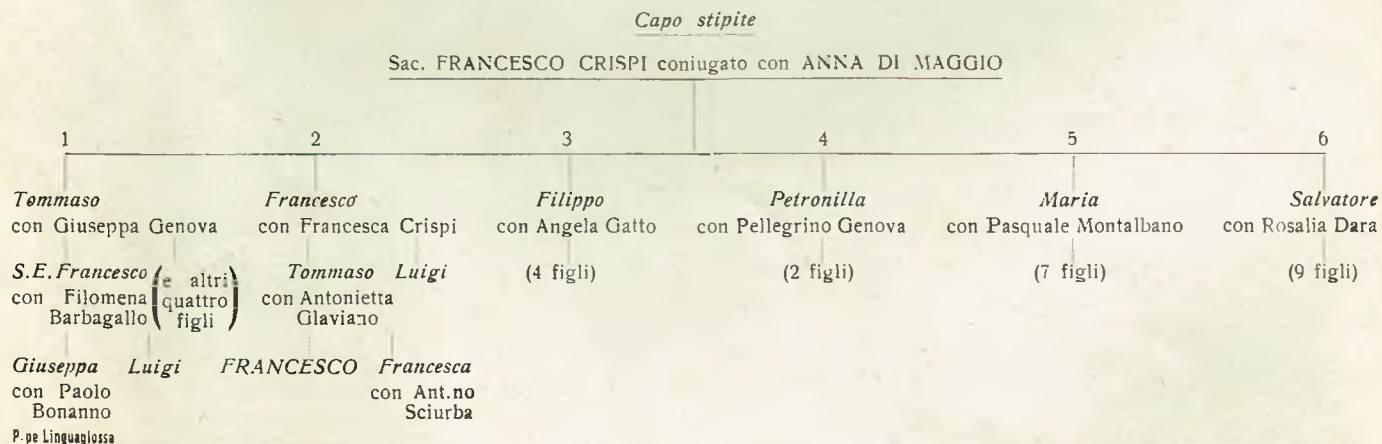 Capo stipite
Sac. FRANCESCO CRISPI coniugato con ANNA DI MAGGIO
1 2 3 4 5 6
Tommaso
con Giuseppa Genova
Francesco
con Francesca Crispi
Filippo
con Angela Gatto
Petronilla
con Pellegrino Genova
Maria
con Pasquale Montalbano
Salvatore
con Rosalia Dara
S.E. Francesco
con Filomena
Barbagallo
(e altri
quattro
figli)
Tommaso
con Antonietta
Glaviano
Luigi
(4 figli)
(2 figli)
(7 figli)
(9 figli)
Giuseppa
con Paolo
Bonanno
P.pe Linguaglossa
Luigi
FRANCESCO
Francesca
con Ant.no
Sciurba